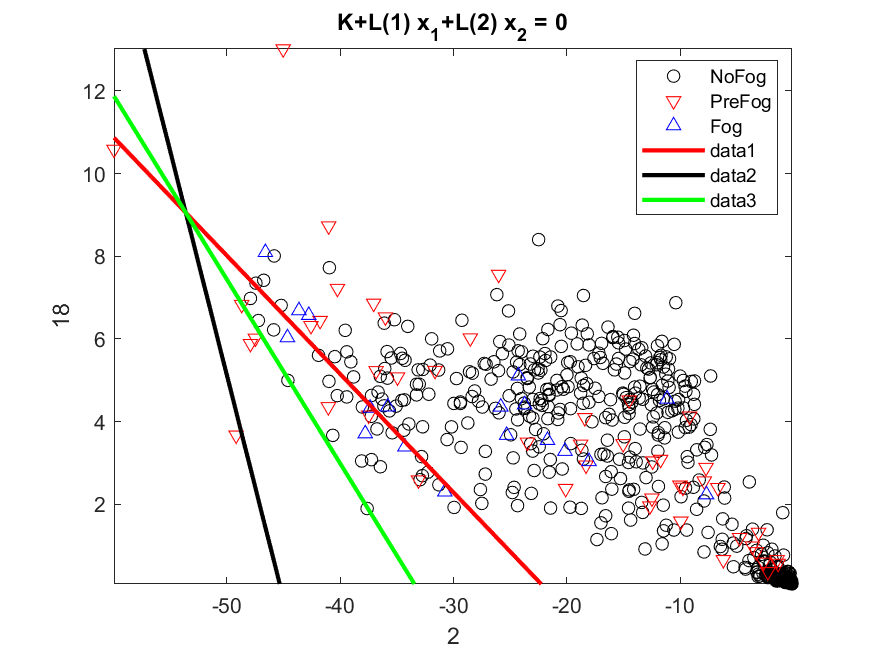 K+L(1) x1+L(2) x2 = 0
NoFog
PreFog
Fog
data1
data2
data3
12
10
8
6
4
2
18
-50
-40
-30
-20
-10
2